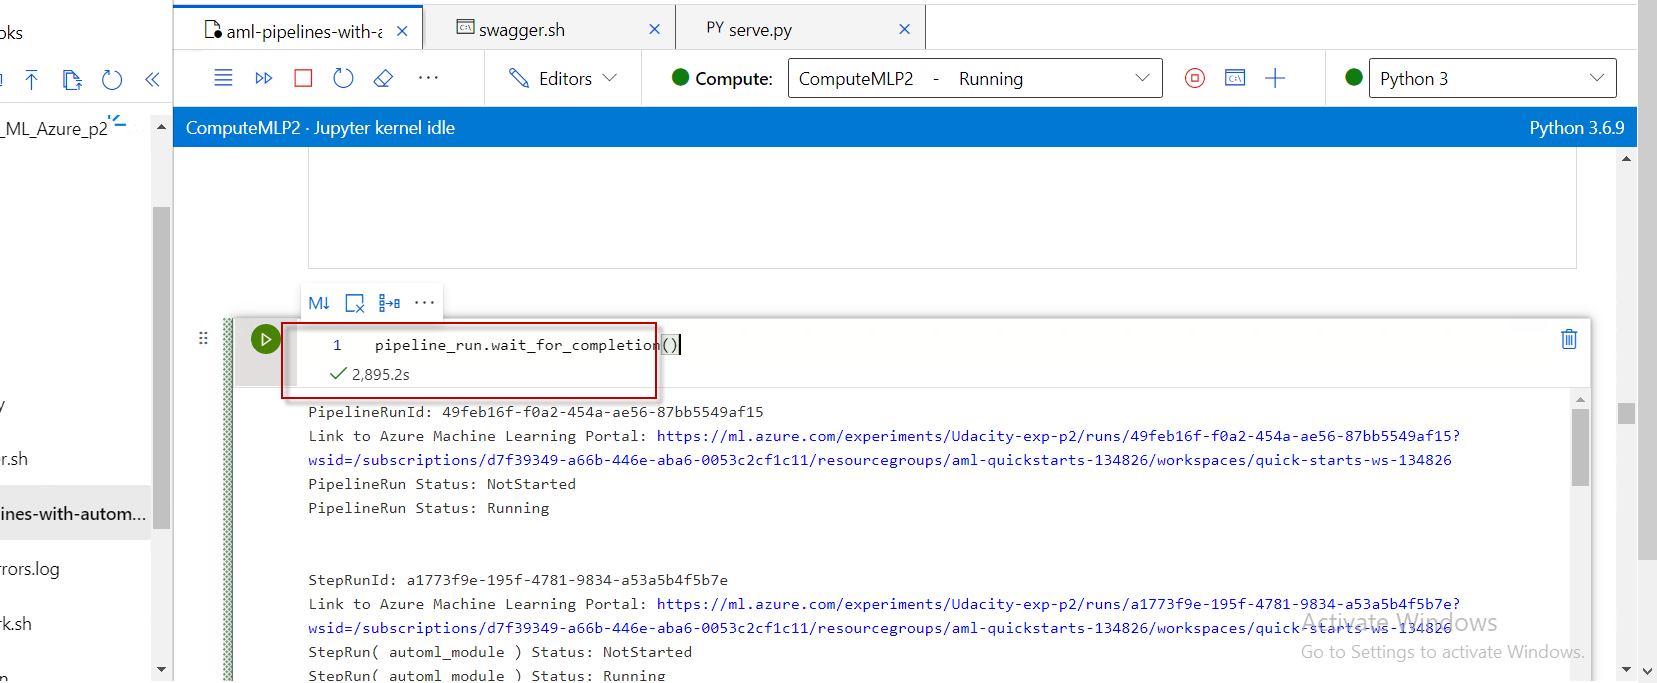 oks
aml-pipelines-with-a
swagger.sh
PY serve.py
Editors
Compute:
ComputeMLP2 - Running
Python 3
_ML_Azure_p2
ComputeMLP2 · Jupyter kernel idle
Python 3.6.9
M↓
1 pipeline_run.wait_for_completion()
2,895.2s
PipelineRunId: 49feb16f-f0a2-454a-ae56-87bb5549af15
Link to Azure Machine Learning Portal: https://ml.azure.com/experiments/Udacity-exp-p2/runs/49feb16f-f0a2-454a-ae56-87bb5549af15?
wsid=/subscriptions/d7f39349-a66b-446e-aba6-0053c2cf1c11/resourcegroups/aml-quickstarts-134826/workspaces/quick-starts-ws-134826
PipelineRun Status: NotStarted
PipelineRun Status: Running
y
r.sh
ines-with-autom...
rors.log
k.sh
StepRunId: a1773f9e-195f-4781-9834-a53a5b4f5b7e
Link to Azure Machine Learning Portal: https://ml.azure.com/experiments/Udacity-exp-p2/runs/a1773f9e-195f-4781-9834-a53a5b4f5b7e?
wsid=/subscriptions/d7f39349-a66b-446e-aba6-0053c2cf1c11/resourcegroups/aml-quickstarts-134826/workspaces/quick-starts-ws-134826
StepRun( automl_module ) Status: NotStarted
StepRun( automl_module ) Status: Running
Activate Windows
Go to Settings to activate Windows.